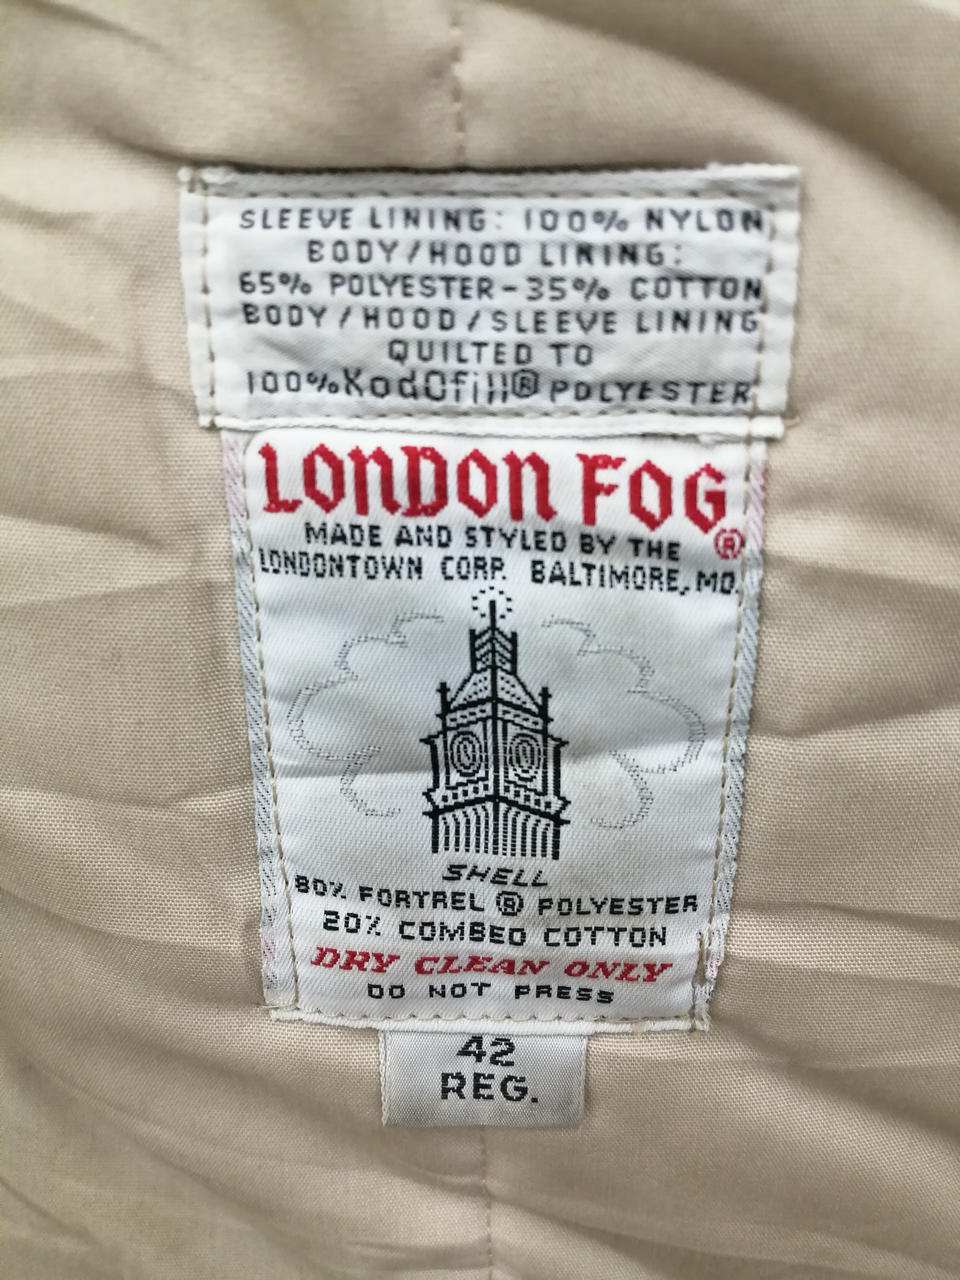 SLEEVE LINING: 100% NYLON
BODY/HOOD LINING:
65% POLYESTER-35% COTTON
BODY/HOOD/SLEEVE LINING
QUILTED TO
100% KodOfill® POLYESTER
LONDON FOG®
MADE AND STYLED BY THE
LONDONTOWN CORP. BALTIMORE, MD.
SHELL
80% FORTREL ® POLYESTER
20% COMBED COTTON
DRY CLEAN ONLY
DO NOT PRESS
42
REG.